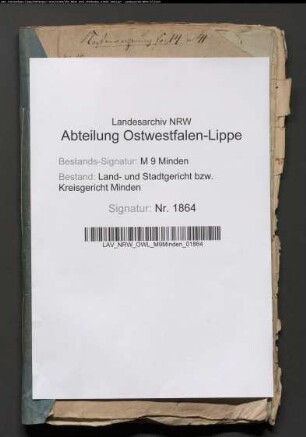 Landesarchiv NRW
Abteilung Ostwestfalen-Lippe
Bestands-Signatur: M 9 Minden
Bestand: Land- und Stadtgericht bzw.
Kreisgericht Minden
Signatur: Nr. 1864
LAV_NRW_OWL_M9Minden_01864